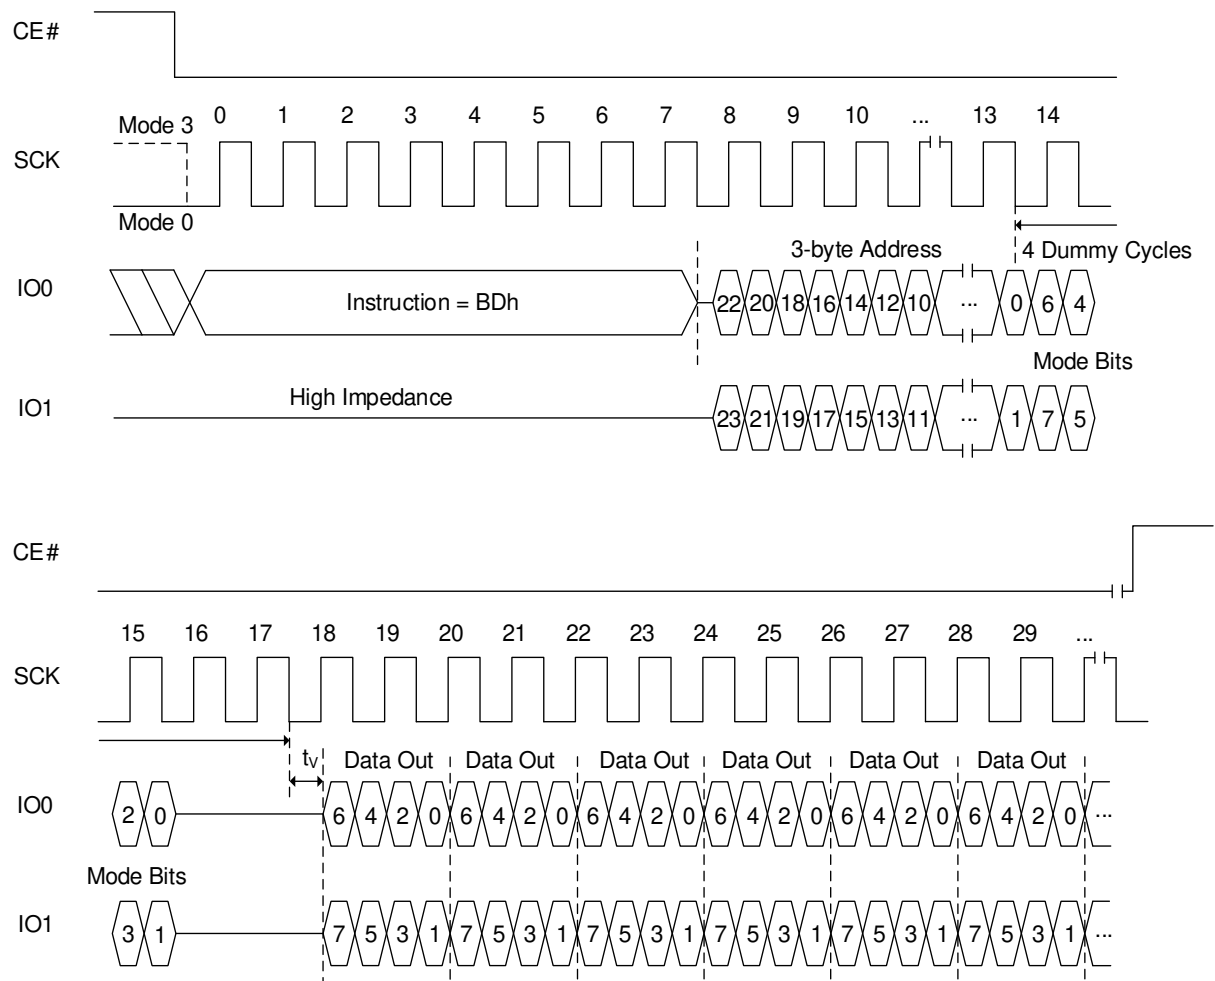 CE#
0 1 2 3 4 5 6 7 8 9 10 ... 13 14
Mode 3
SCK
Mode 0
3-byte Address 4 Dummy Cycles
IO0 Instruction = BDh 22 20 18 16 14 12 10 ... 0 6 4
Mode Bits
High Impedance
IO1 23 21 19 17 15 13 11 ... 1 7 5
CE#
15 16 17 18 19 20 21 22 23 24 25 26 27 28 29 ...
SCK
tV Data Out Data Out Data Out Data Out Data Out Data Out
IO0 2 0 6 4 2 0 6 4 2 0 6 4 2 0 6 4 2 0 6 4 2 0 6 4 2 0 ...
Mode Bits
IO1 3 1 7 5 3 1 7 5 3 1 7 5 3 1 7 5 3 1 7 5 3 1 7 5 3 1 ...